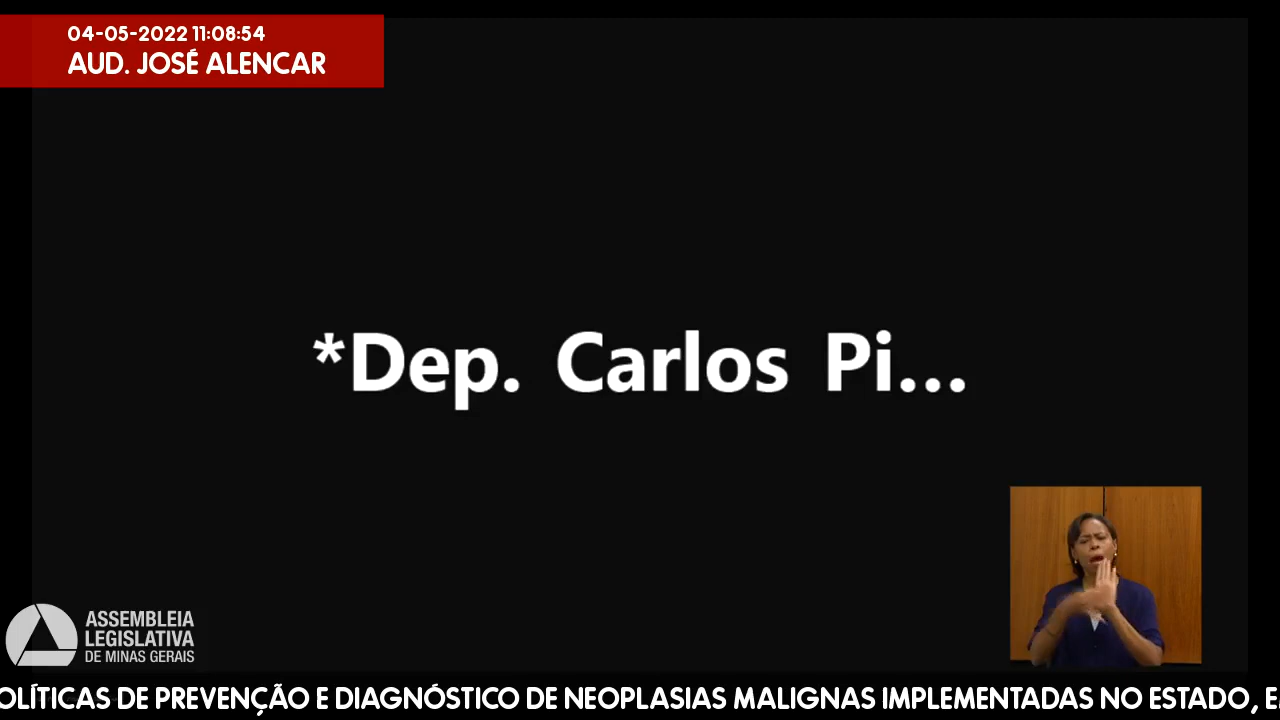 04-05-2022 11:08:54
AUD. JOSÉ ALENCAR
*Dep. Carlos Pi...
ASSEMBLEIA
LEGISLATIVA
DE MINAS GERAIS
OLÍTICAS DE PREVENÇÃO E DIAGNÓSTICO DE NEOPLASIAS MALIGNAS IMPLEMENTADAS NO ESTADO, E